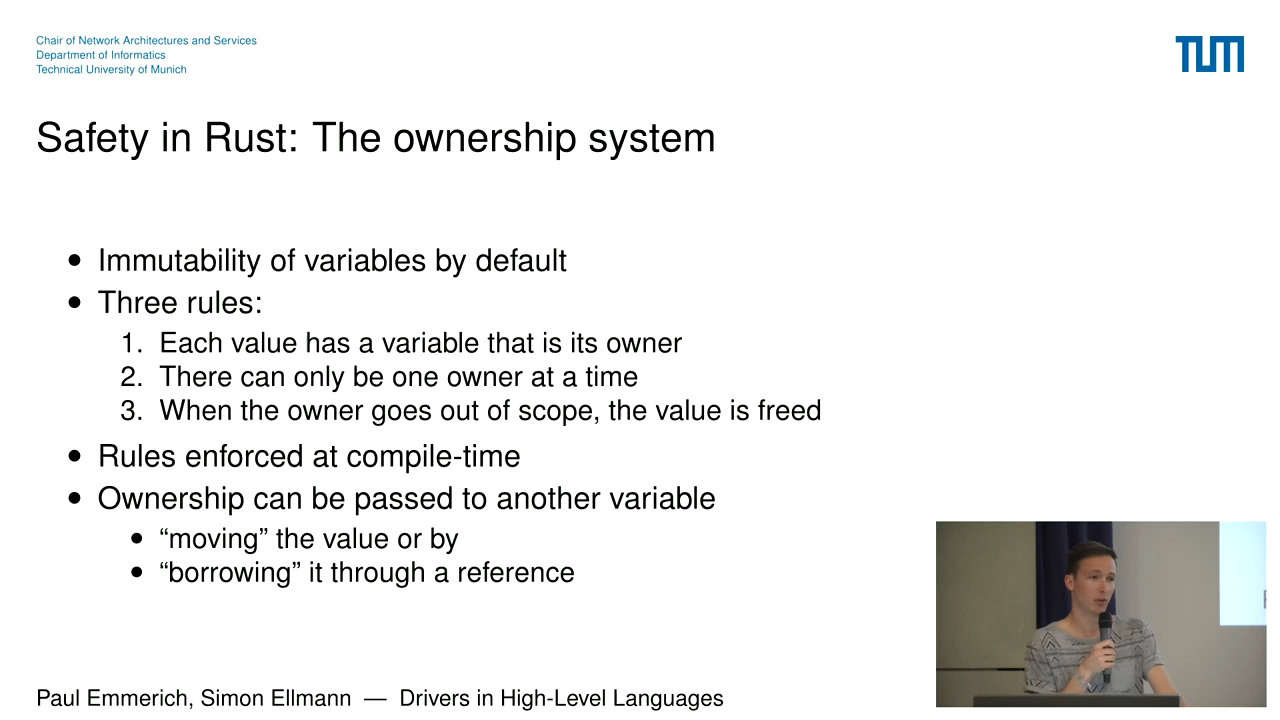 Chair of Network Architectures and Services
Department of Informatics
Technical University of Munich
TUM
Safety in Rust: The ownership system
• Immutability of variables by default
• Three rules:
1. Each value has a variable that is its owner
2. There can only be one owner at a time
3. When the owner goes out of scope, the value is freed
• Rules enforced at compile-time
• Ownership can be passed to another variable
• “moving” the value or by
• “borrowing” it through a reference
Paul Emmerich, Simon Ellmann — Drivers in High-Level Languages